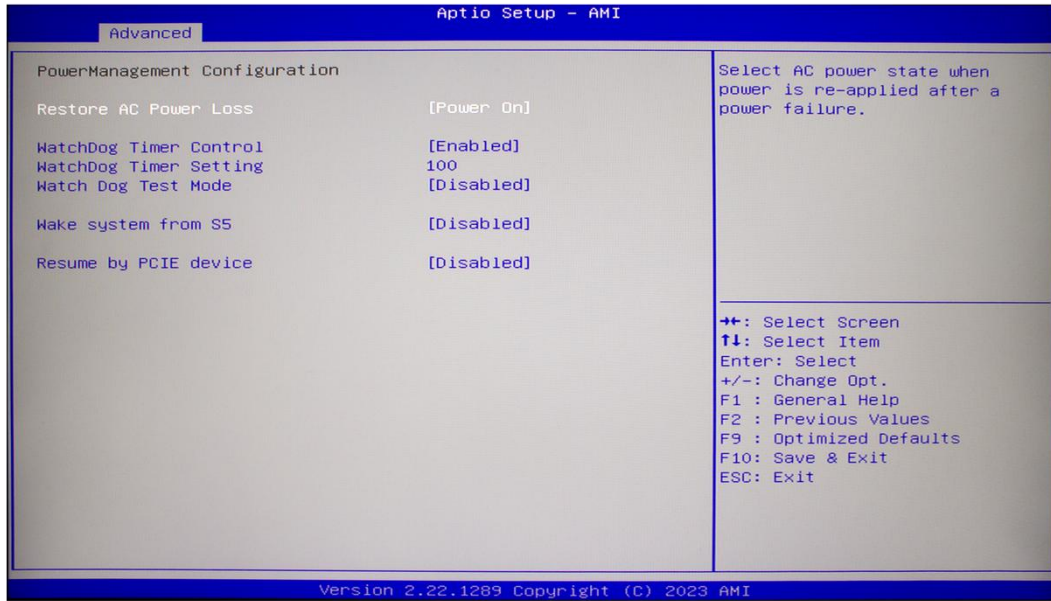 Aptio Setup – AMI
Advanced
PowerManagement Configuration
Restore AC Power Loss [Power On]
WatchDog Timer Control [Enabled]
WatchDog Timer Setting 100
Watch Dog Test Mode [Disabled]
Wake system from S5 [Disabled]
Resume by PCIE device [Disabled]
Select AC power state when
power is re-applied after a
power failure.
→←: Select Screen
↑↓: Select Item
Enter: Select
+/-: Change Opt.
F1 : General Help
F2 : Previous Values
F9 : Optimized Defaults
F10: Save & Exit
ESC: Exit
Version 2.22.1289 Copyright (C) 2023 AMI